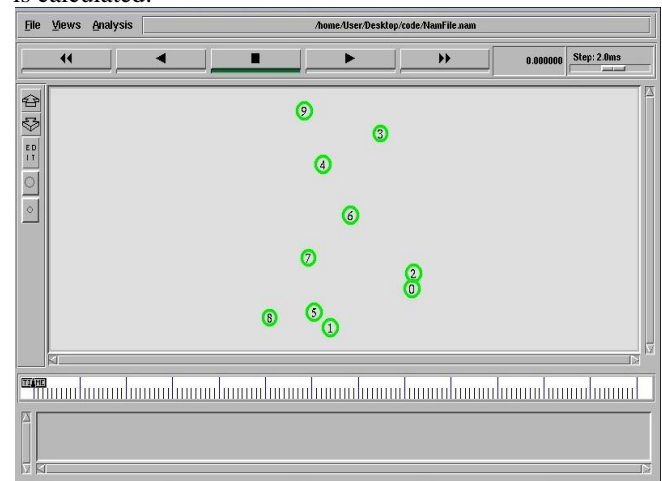 is calculated.
File Views Analysis /home/User/Desktop/code/NamFile.nam
0.000000 Step: 2.0ms
ED
IT
9
3
4
6
7
2
0
5
8
1
TIME